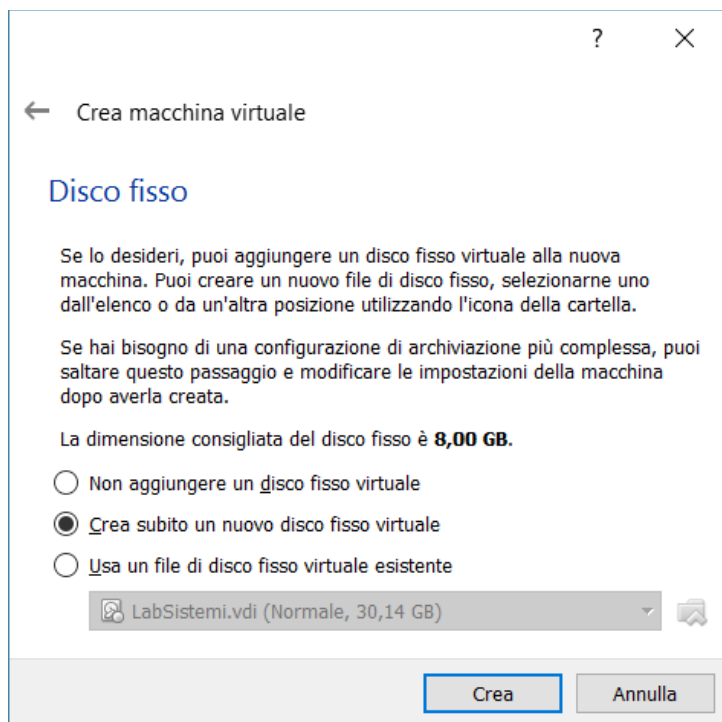 ?
Crea macchina virtuale
Disco fisso
Se lo desideri, puoi aggiungere un disco fisso virtuale alla nuova
macchina. Puoi creare un nuovo file di disco fisso, selezionarne uno
dall'elenco o da un'altra posizione utilizzando l'icona della cartella.
Se hai bisogno di una configurazione di archiviazione più complessa, puoi
saltare questo passaggio e modificare le impostazioni della macchina
dopo averla creata.
La dimensione consigliata del disco fisso è 8,00 GB.
Non aggiungere un disco fisso virtuale
Crea subito un nuovo disco fisso virtuale
Usa un file di disco fisso virtuale esistente
LabSistemi.vdi (Normale, 30,14 GB)
Crea Annulla